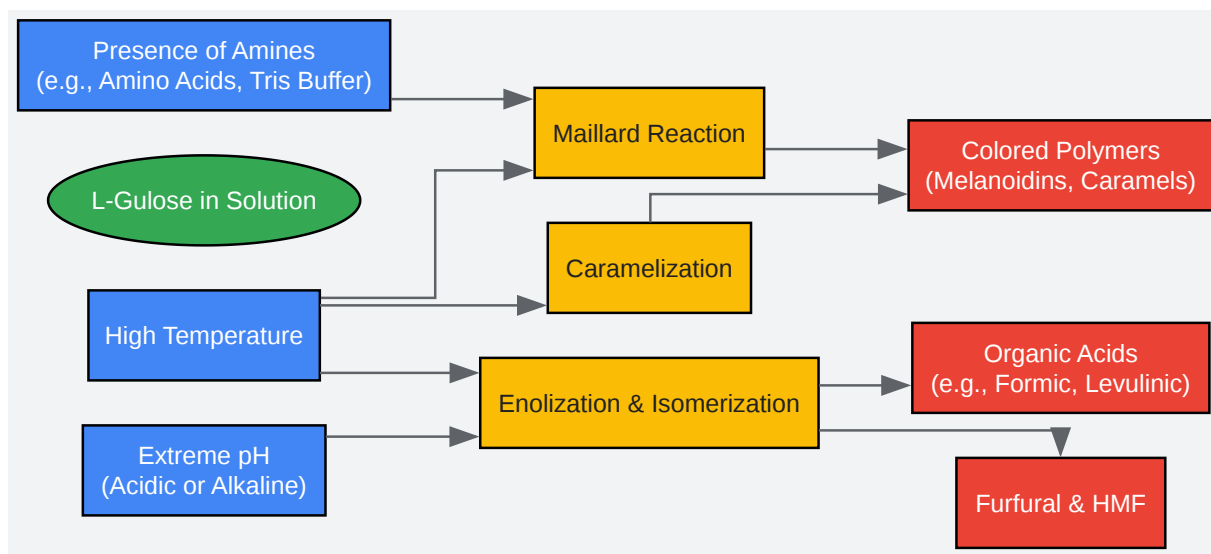 Presence of Amines
(e.g., Amino Acids, Tris Buffer)
L-Gulose in Solution
High Temperature
Extreme pH
(Acidic or Alkaline)
Maillard Reaction
Caramelization
Enolization & Isomerization
Colored Polymers
(Melanoidins, Caramels)
Organic Acids
(e.g., Formic, Levulinic)
Furfural & HMF